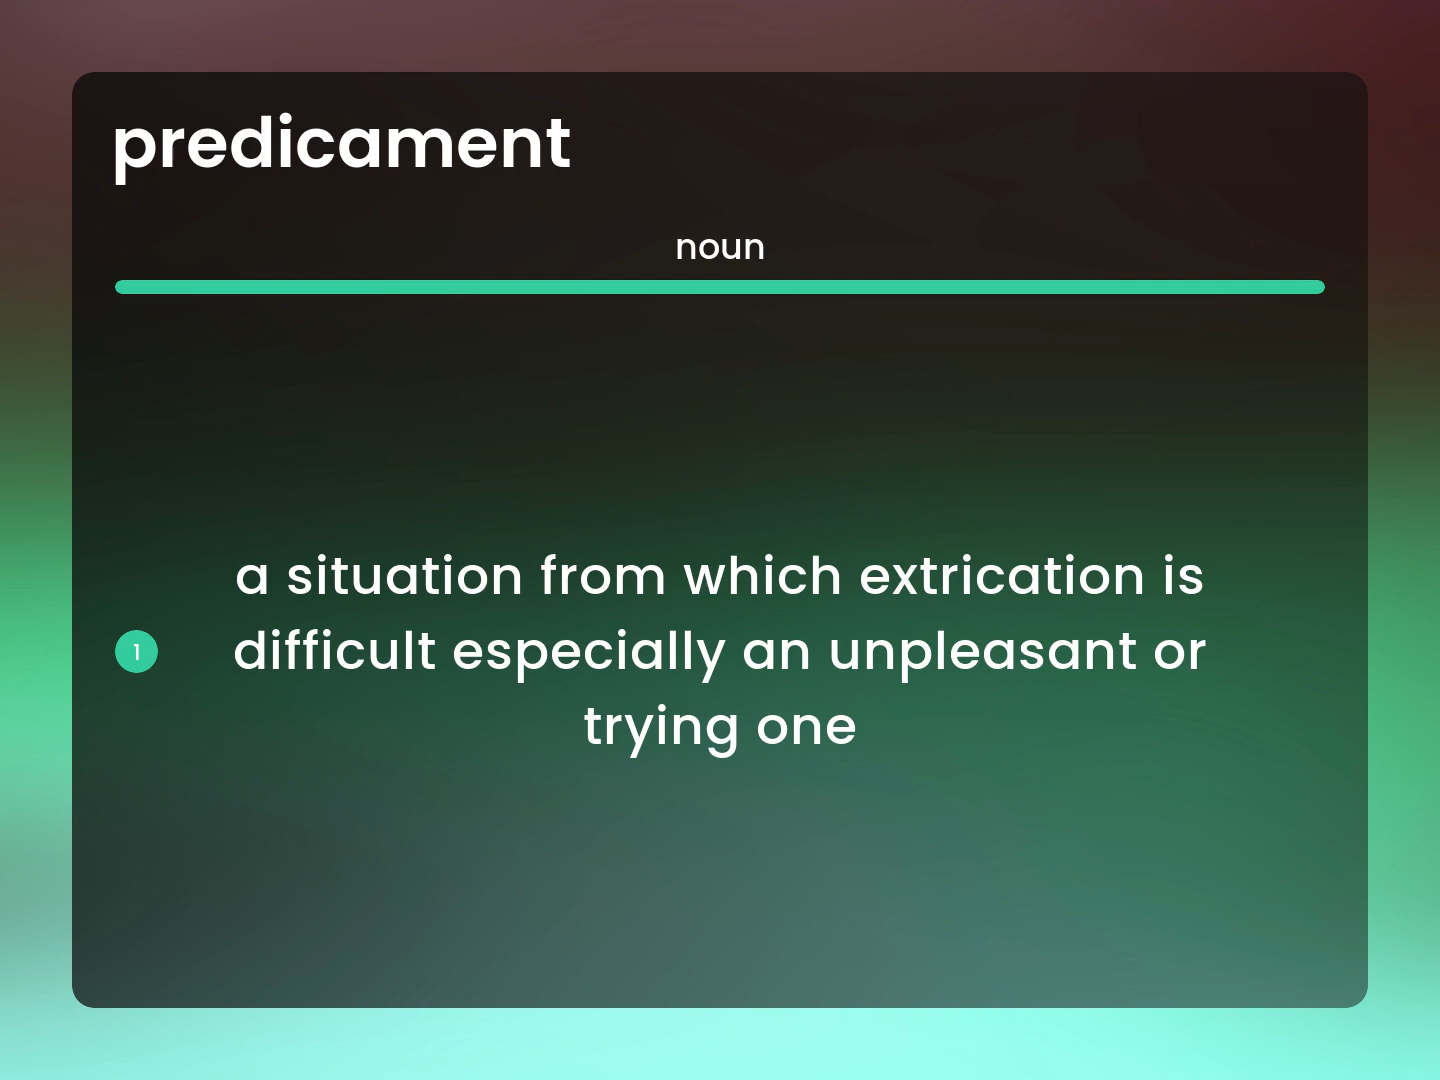 predicament
noun
a situation from which extrication is
1
difficult especially an unpleasant or
trying one